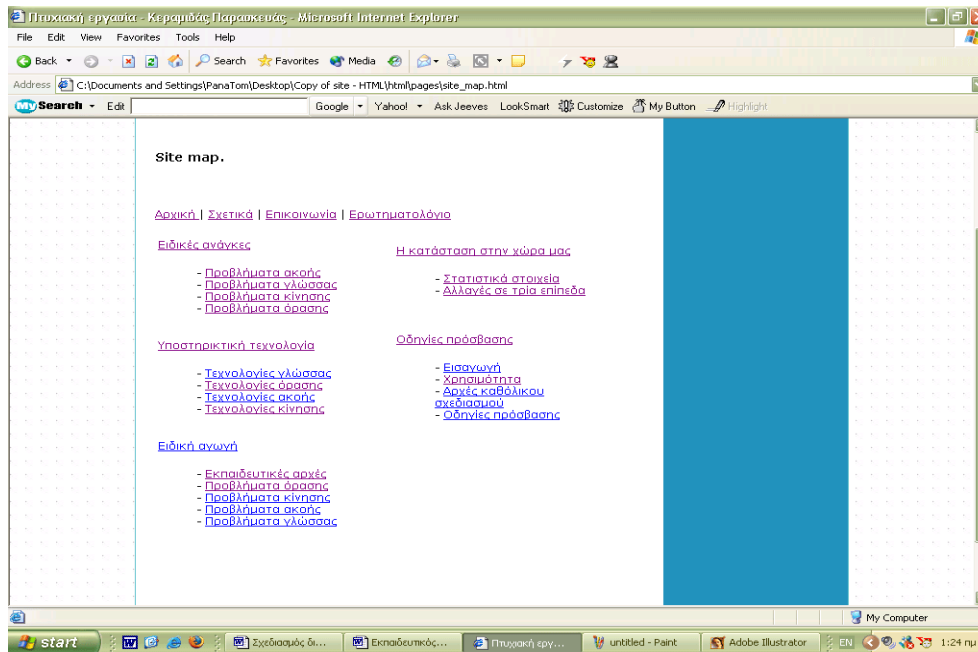 Πτυχιακή εργασία - Κεραμιδάς Παρασκευάς - Microsoft Internet Explorer
File Edit View Favorites Tools Help
Back Search Favorites Media
Address C:\Documents and Settings\PanaTom\Desktop\Copy of site - HTML\html\pages\site_map.html
My Search Edit Google Yahoo! Ask Jeeves LookSmart Customize My Button Highlight
Site map.
Αρχική | Σχετικά | Επικοινωνία | Ερωτηματολόγιο
Ειδικές ανάγκες
- Προβλήματα ακοής
- Προβλήματα γλώσσας
- Προβλήματα κίνησης
- Προβλήματα όρασης
Η κατάσταση στην χώρα μας
- Στατιστικά στοιχεία
- Αλλαγές σε τρία επίπεδα
Υποστηρικτική τεχνολογία
- Τεχνολογίες γλώσσας
- Τεχνολογίες όρασης
- Τεχνολογίες ακοής
- Τεχνολογίες κίνησης
Οδηγίες πρόσβασης
- Εισαγωγή
- Χρησιμότητα
- Αρχές καθόλικου
σχεδιασμού
- Οδηγίες πρόσβασης
Ειδική αγωγή
- Εκπαιδευτικές αρχές
- Προβλήματα όρασης
- Προβλήματα κίνησης
- Προβλήματα ακοής
- Προβλήματα γλώσσας
My Computer
start Σχεδιασμός δι... Εκπαιδευτικός... Πτυχιακή εργ... untitled - Paint Adobe Illustrator EN 1:24 πμ